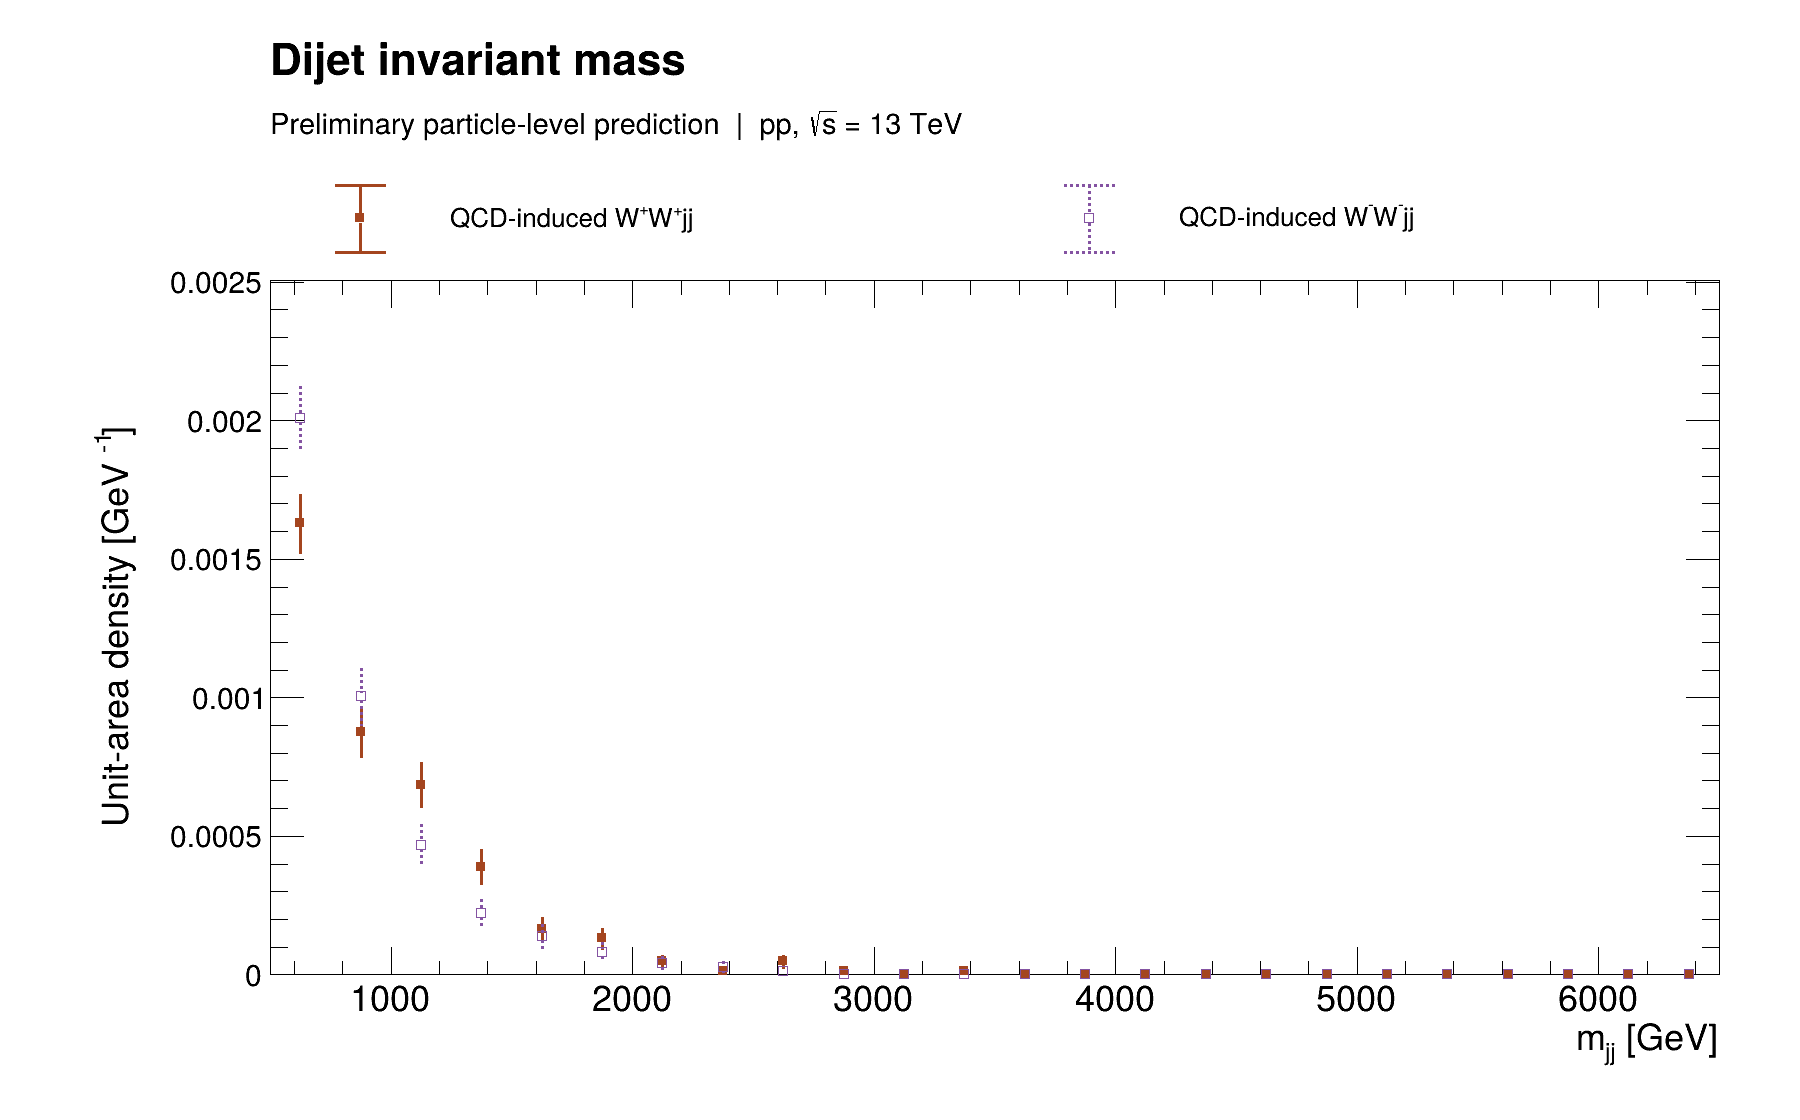 Dijet invariant mass
Preliminary particle-level prediction | pp, √s = 13 TeV
QCD-induced W⁺W⁺jj
QCD-induced W⁻W⁻jj
0.0025
0.002
0.0015
0.001
0.0005
0
Unit-area density [GeV⁻¹]
1000 2000 3000 4000 5000 6000
m_jj [GeV]